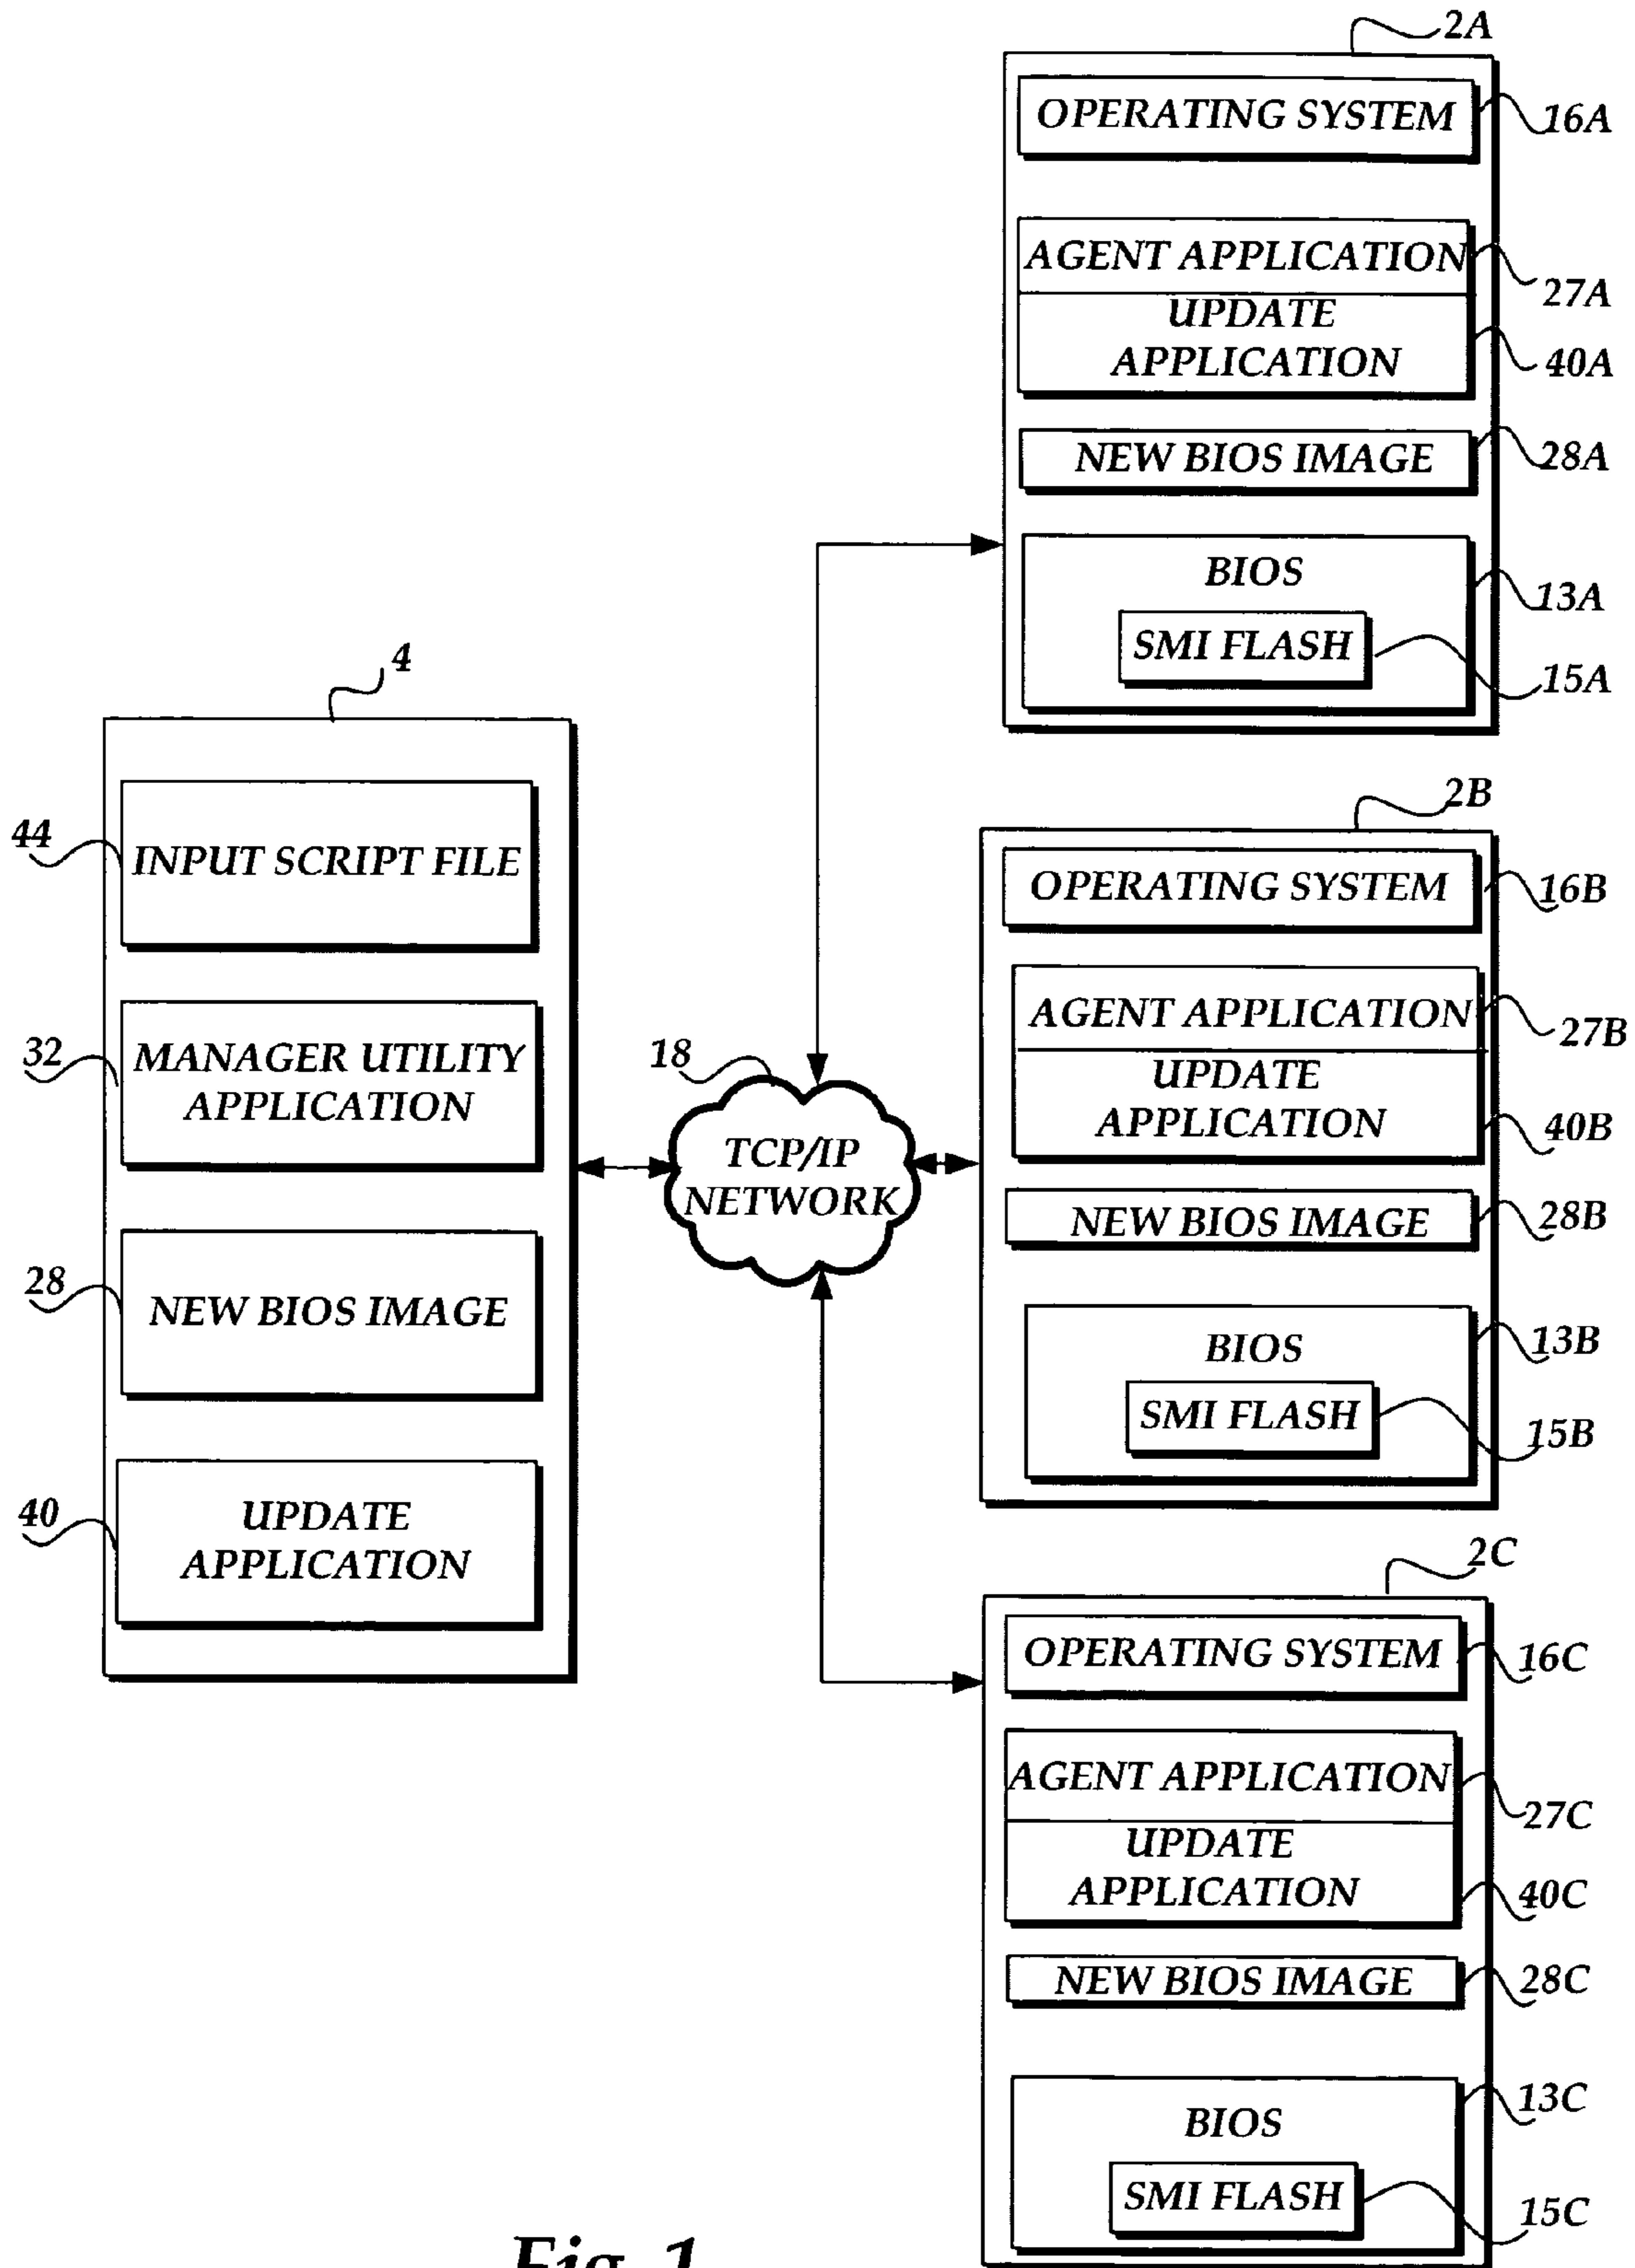 2A
OPERATING SYSTEM
16A
AGENT APPLICATION
27A
UPDATE
APPLICATION
40A
NEW BIOS IMAGE
28A
BIOS
13A
SMI FLASH
15A
4
44
INPUT SCRIPT FILE
32
MANAGER UTILITY
APPLICATION
28
NEW BIOS IMAGE
40
UPDATE
APPLICATION
18
TCP/IP
NETWORK
2B
OPERATING SYSTEM
16B
AGENT APPLICATION
27B
UPDATE
APPLICATION
40B
NEW BIOS IMAGE
28B
BIOS
13B
SMI FLASH
15B
2C
OPERATING SYSTEM
16C
AGENT APPLICATION
27C
UPDATE
APPLICATION
40C
NEW BIOS IMAGE
28C
BIOS
13C
SMI FLASH
15C
Fig. 1